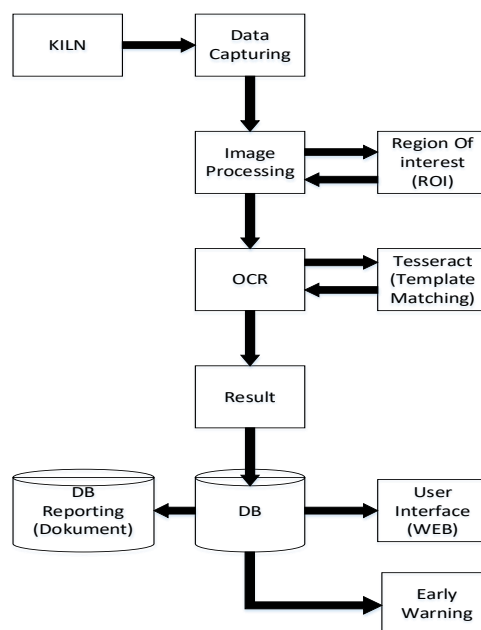 KILN
Data
Capturing
Image
Processing
Region Of
interest
(ROI)
OCR
Tesseract
(Template
Matching)
Result
DB
Reporting
(Dokument)
DB
User
Interface
(WEB)
Early
Warning